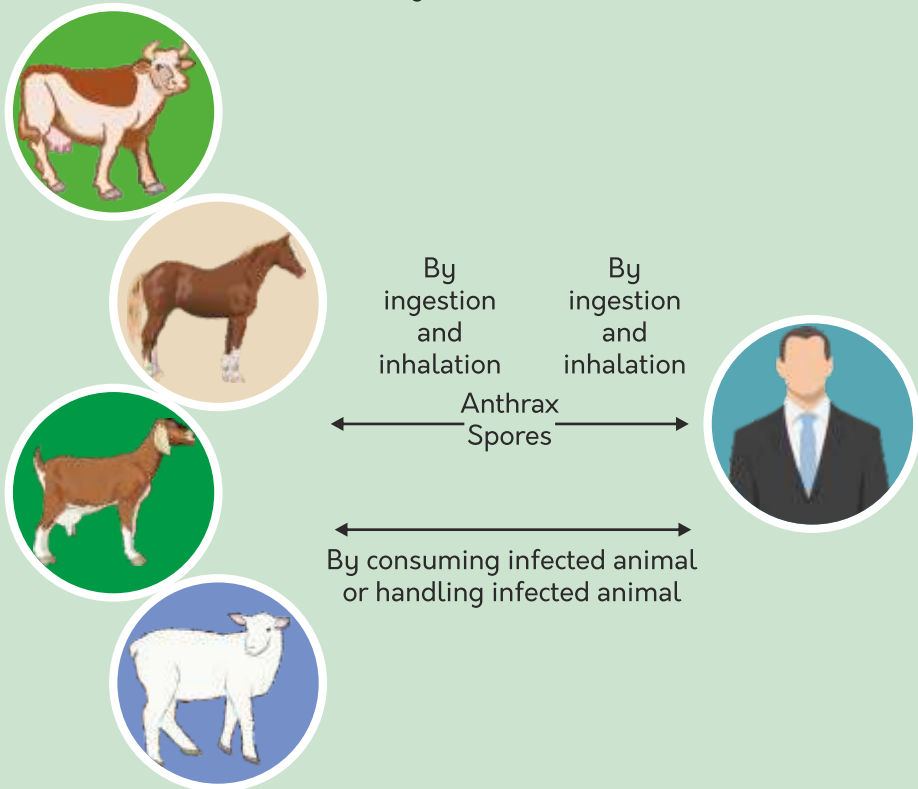 By
ingestion
and
inhalation
By
ingestion
and
inhalation
Anthrax
Spores
By consuming infected animal
or handling infected animal